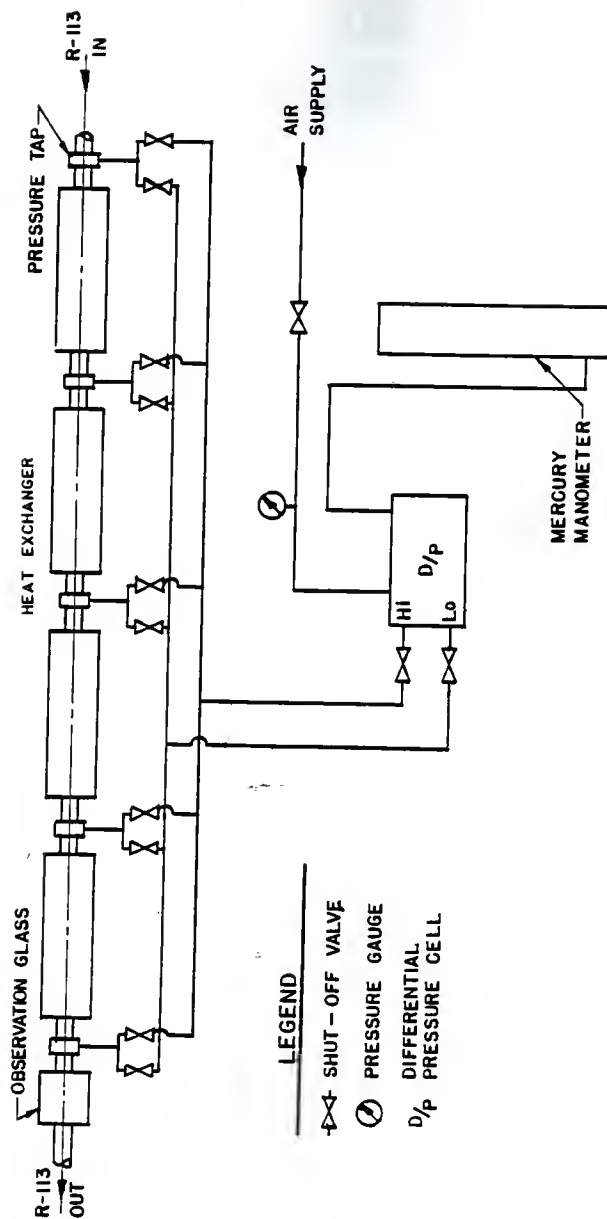 R-113
IN
PRESSURE TAP
HEAT EXCHANGER
OBSERVATION GLASS
R-113
OUT
AIR
SUPPLY
Hi
Lo
D/P
MERCURY
MANOMETER
LEGEND
SHUT-OFF VALVE
PRESSURE GAUGE
D/P
DIFFERENTIAL
PRESSURE CELL